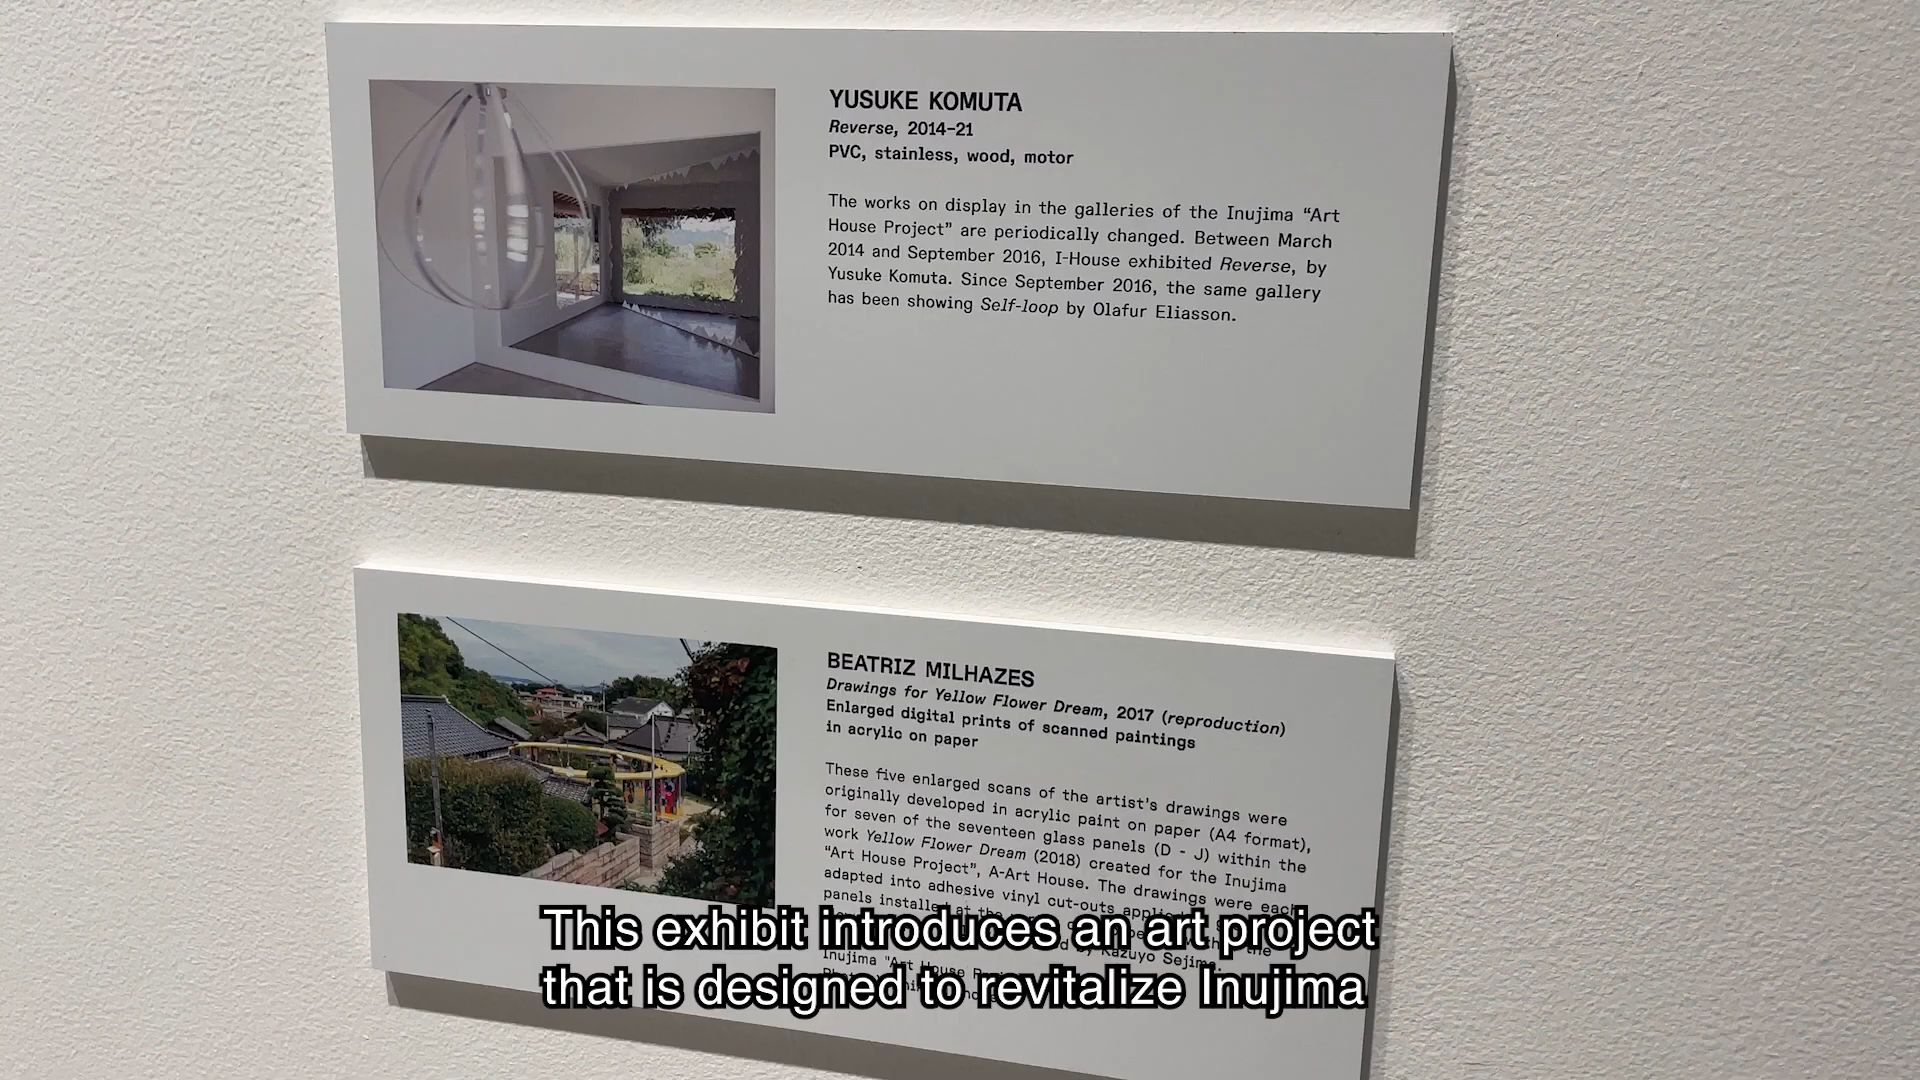 YUSUKE KOMUTA
Reverse, 2014–21
PVC, stainless, wood, motor
The works on display in the galleries of the Inujima “Art
House Project” are periodically changed. Between March
2014 and September 2016, I-House exhibited Reverse, by
Yusuke Komuta. Since September 2016, the same gallery
has been showing Self-loop by Olafur Eliasson.
BEATRIZ MILHAZES
Drawings for Yellow Flower Dream, 2017 (reproduction)
Enlarged digital prints of scanned paintings
in acrylic on paper
These five enlarged scans of the artist’s drawings were
originally developed in acrylic paint on paper (A4 format),
for seven of the seventeen glass panels (D - J) within the
work Yellow Flower Dream (2018) created for the Inujima
“Art House Project”, A-Art House. The drawings were each
adapted into adhesive vinyl cut-outs
panels installed at the
by Kazuyo Sejima.
Inujima "Art House
This exhibit introduces an art project
that is designed to revitalize Inujima